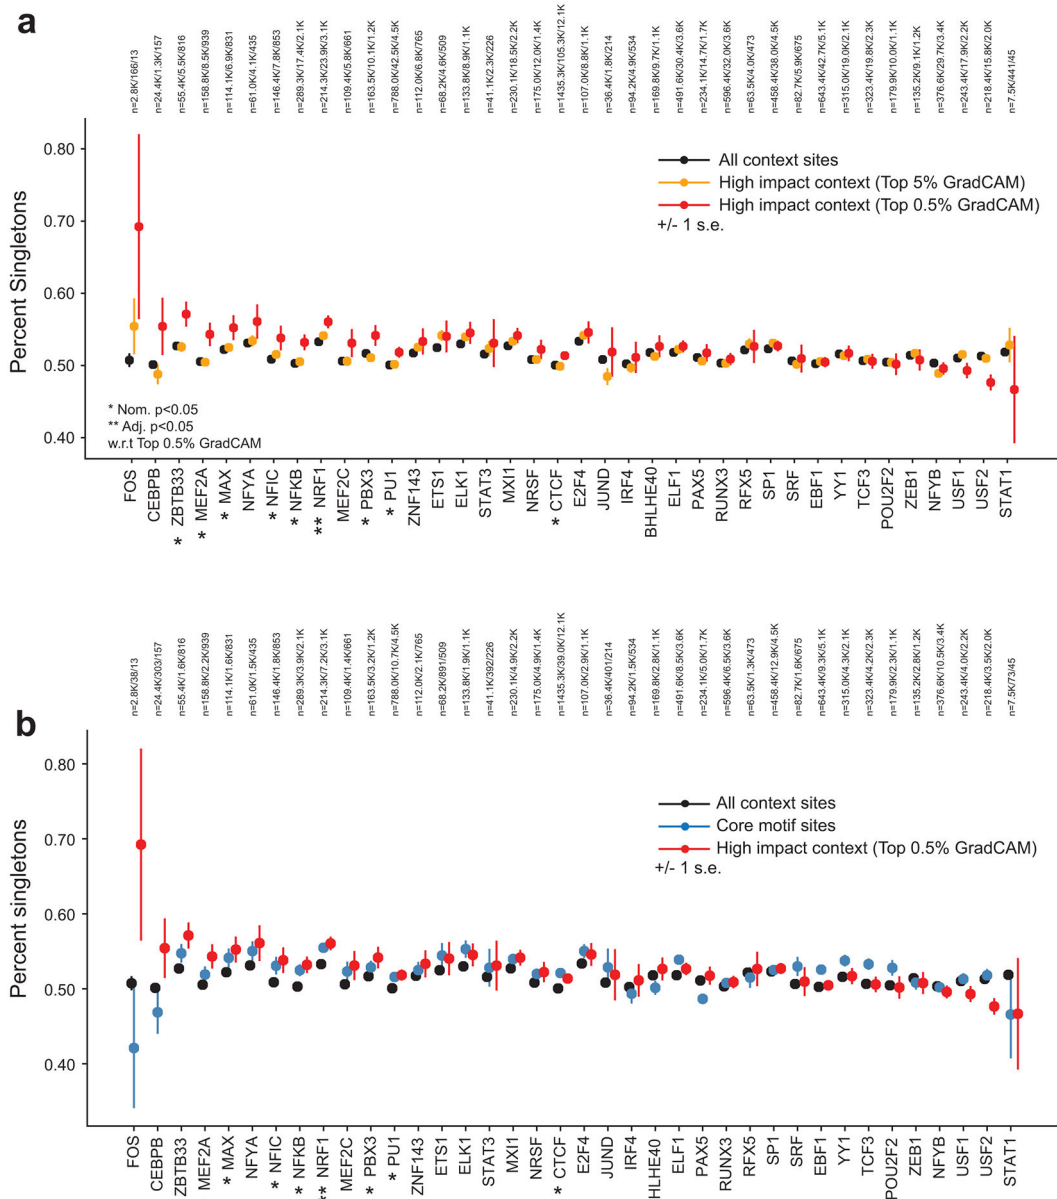 a
n=2.8K/166/13
n=24.4K/1.3K/157
n=55.4K/5.5K/816
n=158.8K/8.5K/939
n=114.1K/6.9K/831
n=61.0K/4.1K/435
n=146.4K/7.8K/853
n=289.3K/17.4K/2.1K
n=214.3K/23.9K/3.1K
n=109.4K/5.8K/661
n=163.5K/10.1K/1.2K
n=788.0K/42.5K/4.5K
n=112.0K/6.8K/765
n=68.2K/4.6K/509
n=133.8K/8.9K/1.1K
n=41.1K/2.3K/226
n=230.1K/18.5K/2.2K
n=175.0K/12.0K/1.4K
n=1435.3K/105.3K/12.1K
n=107.0K/8.8K/1.1K
n=36.4K/1.8K/214
n=94.2K/4.9K/534
n=169.8K/9.7K/1.1K
n=491.6K/30.4K/3.6K
n=234.1K/14.7K/1.7K
n=596.4K/32.0K/3.6K
n=63.5K/4.0K/473
n=458.4K/38.0K/4.5K
n=82.7K/5.9K/675
n=643.4K/42.7K/5.1K
n=315.0K/19.0K/2.1K
n=323.4K/19.8K/2.3K
n=179.9K/10.0K/1.1K
n=135.2K/9.1K/1.2K
n=376.6K/29.7K/3.4K
n=243.4K/17.9K/2.2K
n=218.4K/15.8K/2.0K
n=7.5K/441/45
Percent Singletons
0.80
0.70
0.60
0.50
0.40
All context sites
High impact context (Top 5% GradCAM)
High impact context (Top 0.5% GradCAM)
+/- 1 s.e.
* Nom. p<0.05
** Adj. p<0.05
w.r.t Top 0.5% GradCAM
FOS
CEBPB
* ZBTB33
* MEF2A
* MAX
NFYA
* NFIC
* NFKB
** NRF1
MEF2C
* PBX3
* PU1
ZNF143
ETS1
ELK1
STAT3
MXI1
NRSF
* CTCF
E2F4
JUND
IRF4
BHLHE40
ELF1
PAX5
RUNX3
RFX5
SP1
SRF
EBF1
YY1
TCF3
POU2F2
ZEB1
NFYB
USF1
USF2
STAT1
b
n=2.8K/38/13
n=24.4K/303/157
n=55.4K/1.6K/816
n=158.8K/2.2K/939
n=114.1K/1.6K/831
n=61.0K/1.5K/435
n=146.4K/1.8K/853
n=289.3K/3.9K/2.1K
n=214.3K/7.2K/3.1K
n=109.4K/1.4K/661
n=163.5K/3.2K/1.2K
n=788.0K/10.7K/4.5K
n=112.0K/2.1K/765
n=68.2K/891/509
n=133.8K/1.9K/1.1K
n=41.1K/392/226
n=230.1K/4.9K/2.2K
n=175.0K/4.9K/1.4K
n=1435.3K/39.0K/12.1K
n=107.0K/2.9K/1.1K
n=36.4K/401/214
n=94.2K/1.5K/534
n=169.8K/2.8K/1.1K
n=491.6K/8.5K/3.6K
n=234.1K/5.0K/1.7K
n=596.4K/6.5K/3.6K
n=63.5K/1.3K/473
n=458.4K/12.9K/4.5K
n=82.7K/1.6K/675
n=643.4K/9.3K/5.1K
n=315.0K/4.3K/2.1K
n=323.4K/4.2K/2.3K
n=179.9K/2.3K/1.1K
n=135.2K/2.8K/1.2K
n=376.6K/10.5K/3.4K
n=243.4K/4.0K/2.2K
n=218.4K/3.5K/2.0K
n=7.5K/73/45
Percent singletons
0.80
0.70
0.60
0.50
0.40
All context sites
Core motif sites
High impact context (Top 0.5% GradCAM)
+/- 1 s.e.
FOS
CEBPB
ZBTB33
MEF2A
* MAX
NFYA
* NFIC
* NFKB
** NRF1
MEF2C
* PBX3
* PU1
ZNF143
ETS1
ELK1
STAT3
MXI1
NRSF
* CTCF
E2F4
JUND
IRF4
HLHE40
ELF1
PAX5
RUNX3
RFX5
SP1
SRF
EBF1
YY1
TCF3
POU2F2
ZEB1
NFYB
USF1
USF2
STAT1